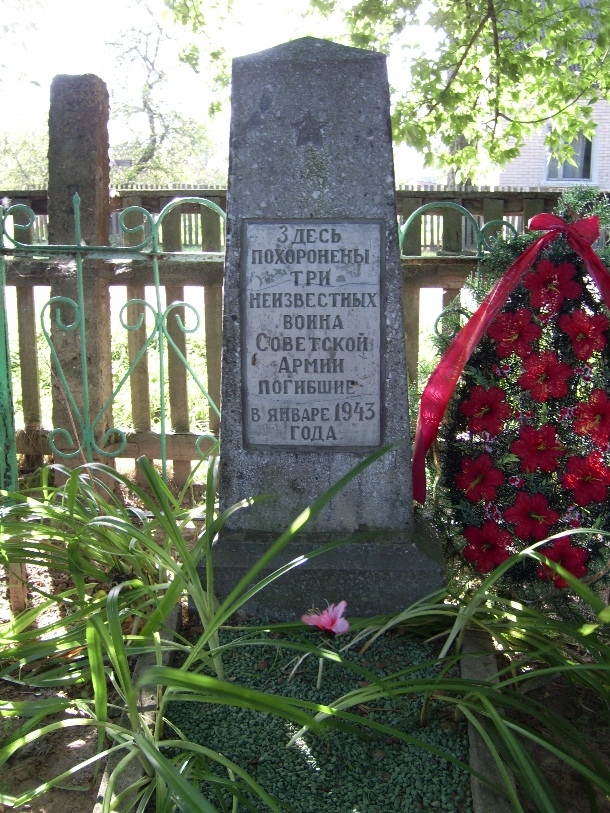 Здесь
похоронены
три
неизвестных
воина
Советской
Армии
погибшие
в январе 1943
года